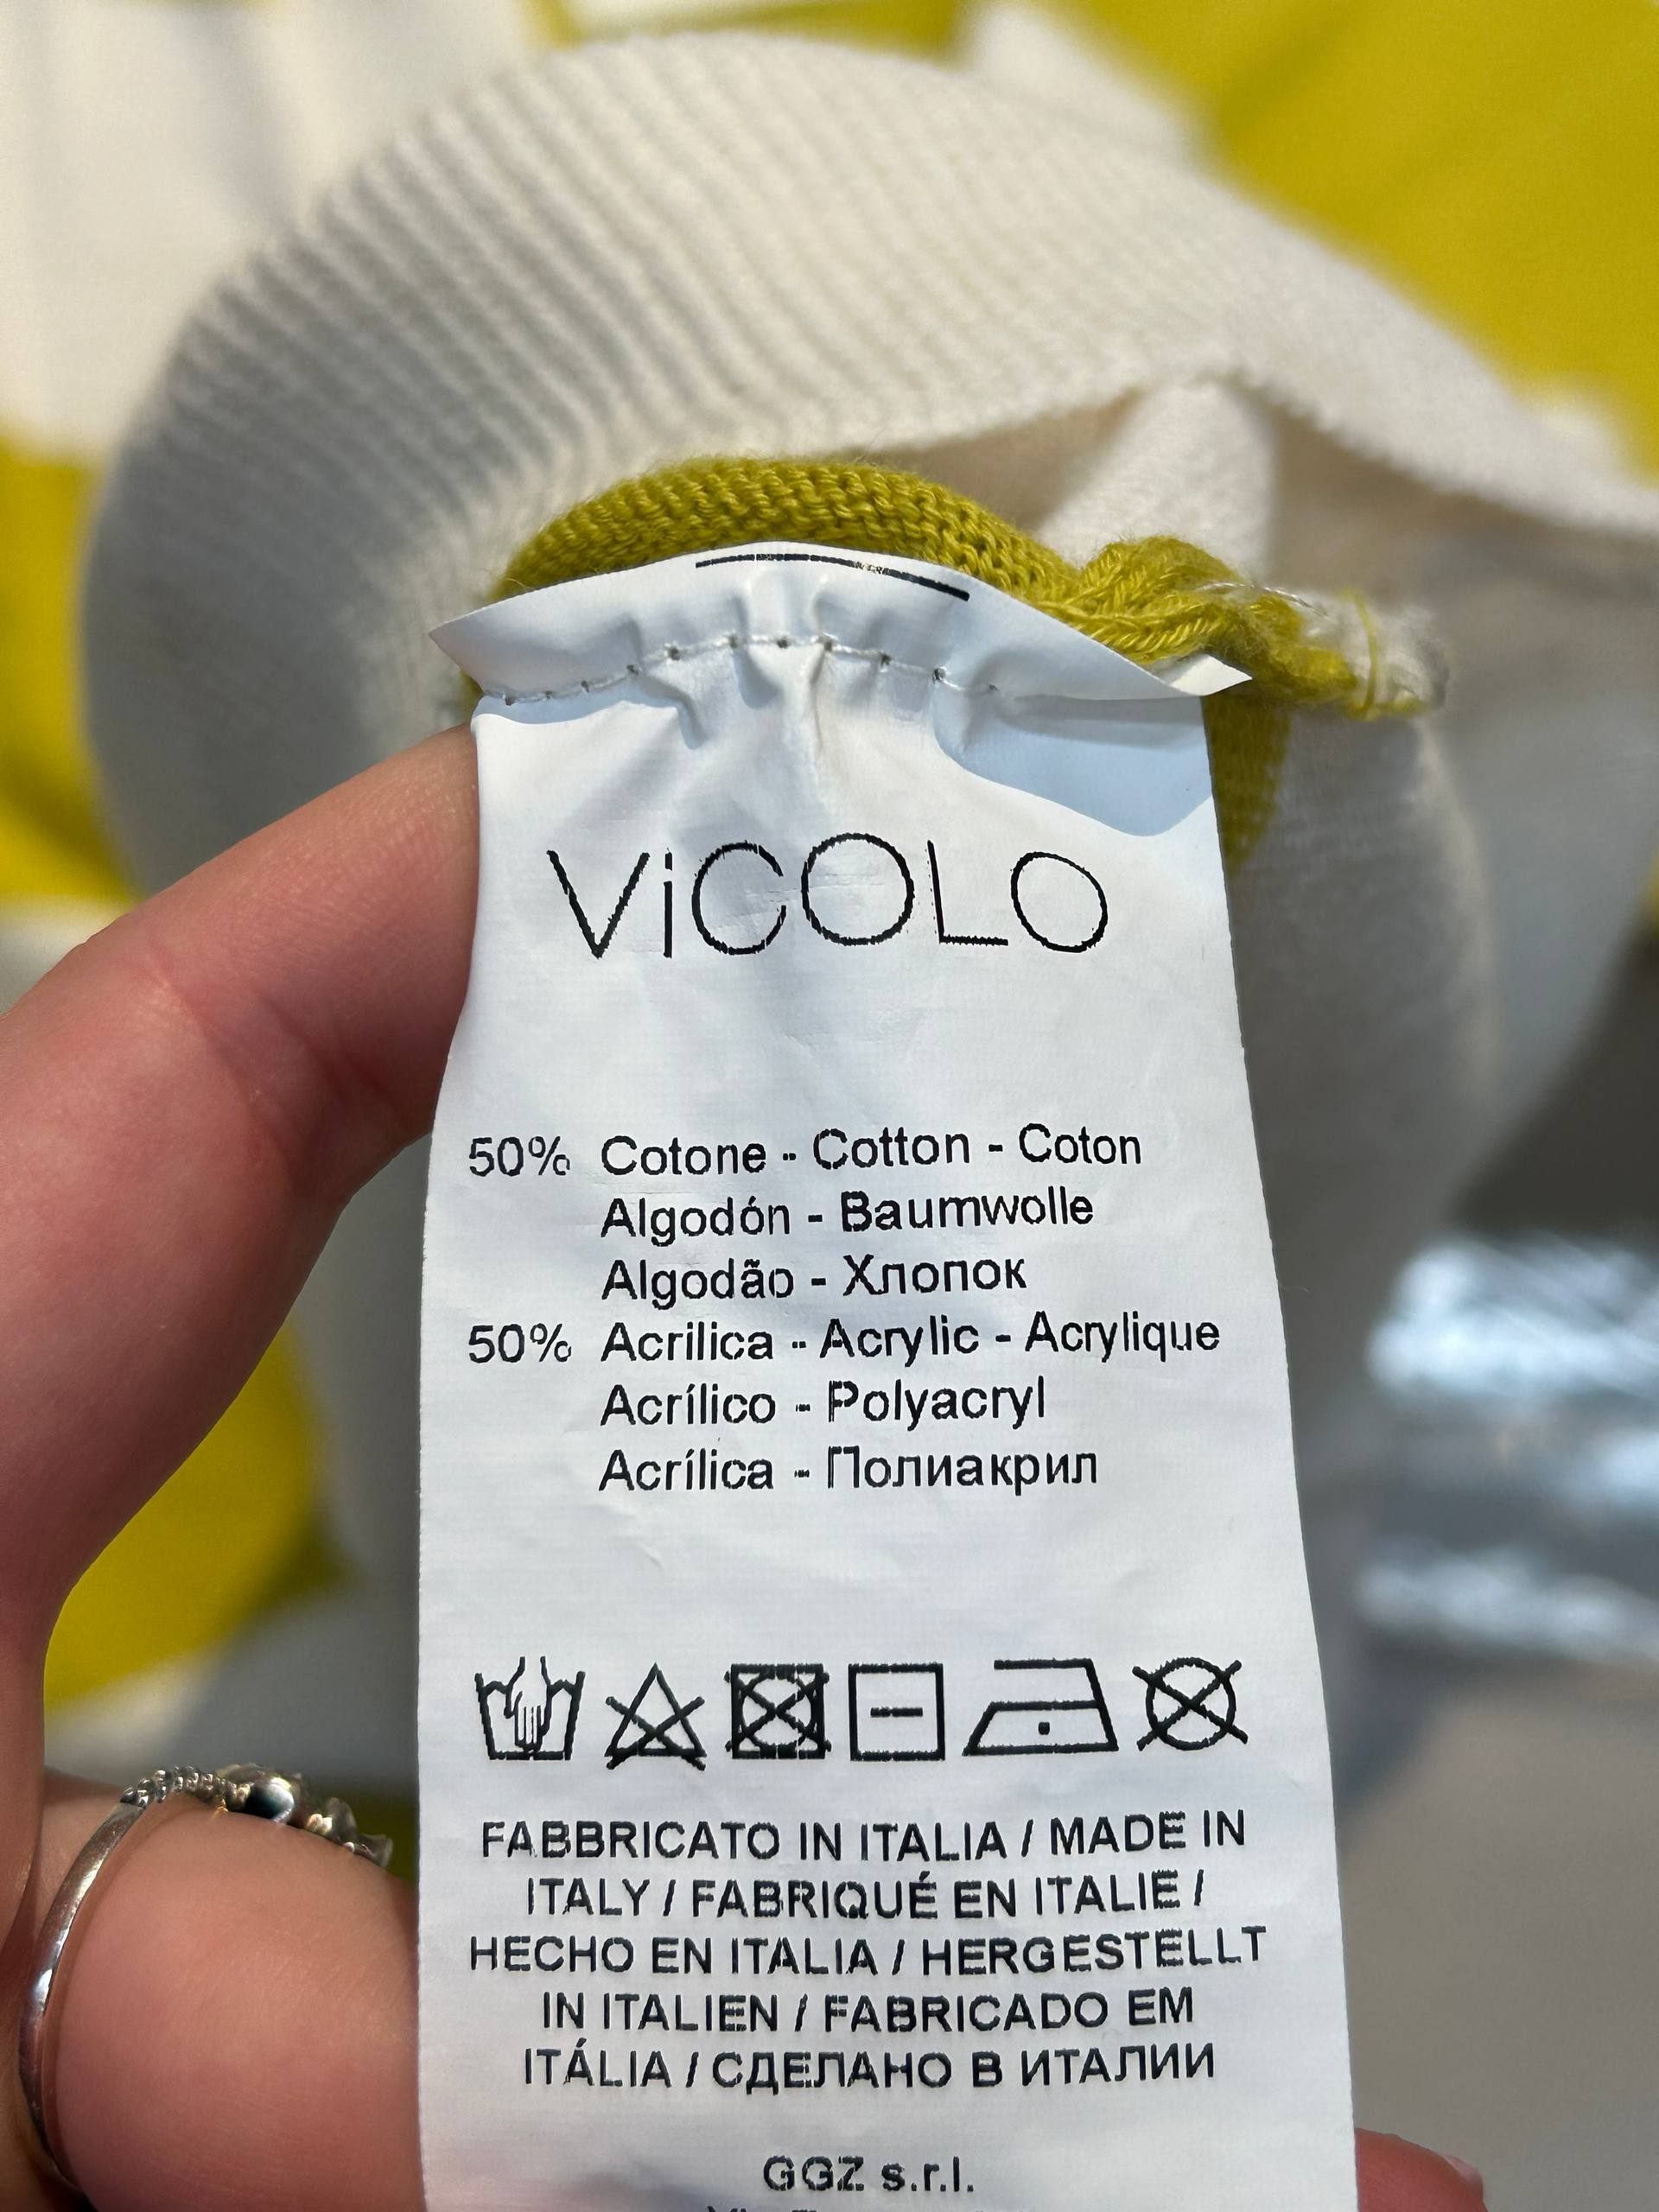 ViCOLO
50% Cotone - Cotton - Coton
Algodón - Baumwolle
Algodão - Хлопок
50% Acrilica - Acrylic - Acrylique
Acrílico - Polyacryl
Acrílica - Полиакрил
FABBRICATO IN ITALIA / MADE IN
ITALY / FABRIQUÉ EN ITALIE /
HECHO EN ITALIA / HERGESTELLT
IN ITALIEN / FABRICADO EM
ITÁLIA / СДЕЛАНО В ИТАЛИИ
GGZ s.r.l.